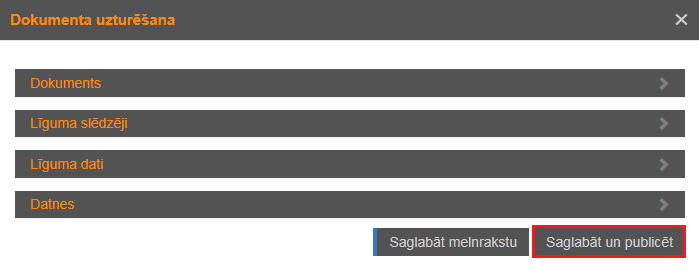 Dokumenta uzturēšana
Dokuments
Līguma slēdzēji
Līguma dati
Datnes
Saglabāt melnrakstu
Saglabāt un publicēt